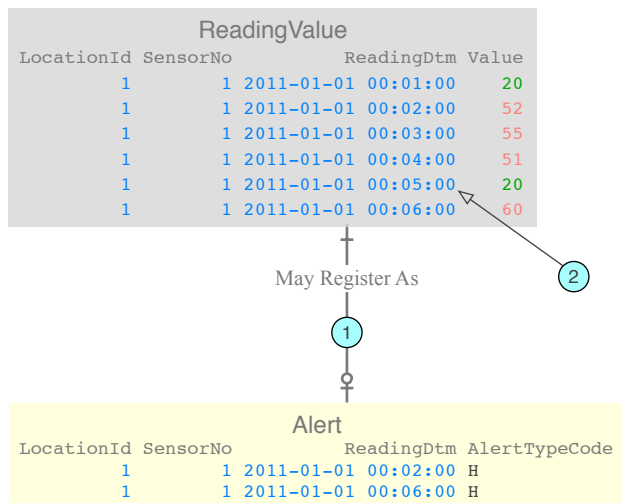 ReadingValue
LocationId SensorNo ReadingDtm Value
1 1 2011-01-01 00:01:00 20
1 1 2011-01-01 00:02:00 52
1 1 2011-01-01 00:03:00 55
1 1 2011-01-01 00:04:00 51
1 1 2011-01-01 00:05:00 20
1 1 2011-01-01 00:06:00 60
May Register As
2
1
Alert
LocationId SensorNo ReadingDtm AlertTypeCode
1 1 2011-01-01 00:02:00 H
1 1 2011-01-01 00:06:00 H